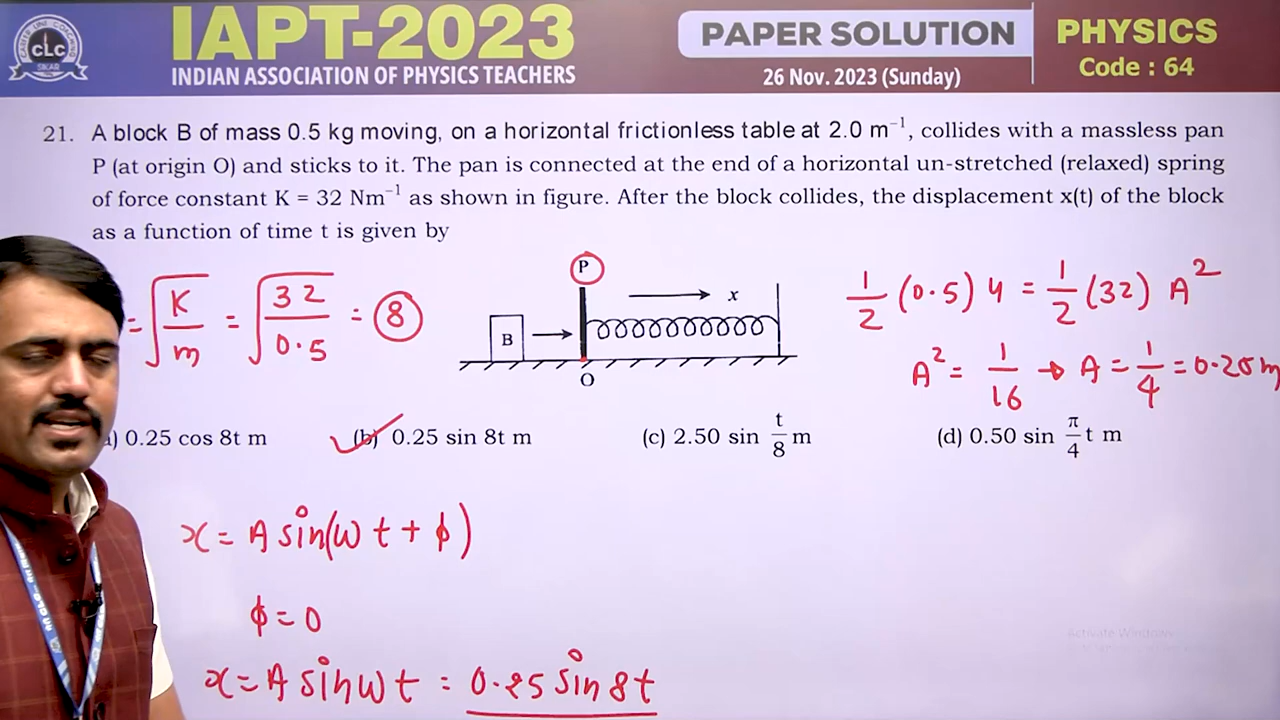 CLC
SIKAR
IAPT-2023
INDIAN ASSOCIATION OF PHYSICS TEACHERS
PAPER SOLUTION
26 Nov. 2023 (Sunday)
PHYSICS
Code : 64
21. A block B of mass 0.5 kg moving, on a horizontal frictionless table at 2.0 m⁻¹, collides with a massless pan
P (at origin O) and sticks to it. The pan is connected at the end of a horizontal un-stretched (relaxed) spring
of force constant K = 32 Nm⁻¹ as shown in figure. After the block collides, the displacement x(t) of the block
as a function of time t is given by
= √(K/m) = √(32/0.5) = 8
P
x
B
O
1/2 (0.5) 4 = 1/2 (32) A²
A² = 1/16 → A = 1/4 = 0.25 m
) 0.25 cos 8t m
(b) 0.25 sin 8t m
(c) 2.50 sin t/8 m
(d) 0.50 sin π/4 t m
x = A sin(ω t + ϕ)
ϕ = 0
x = A sin ω t = 0.25 sin 8t
Activate Windows